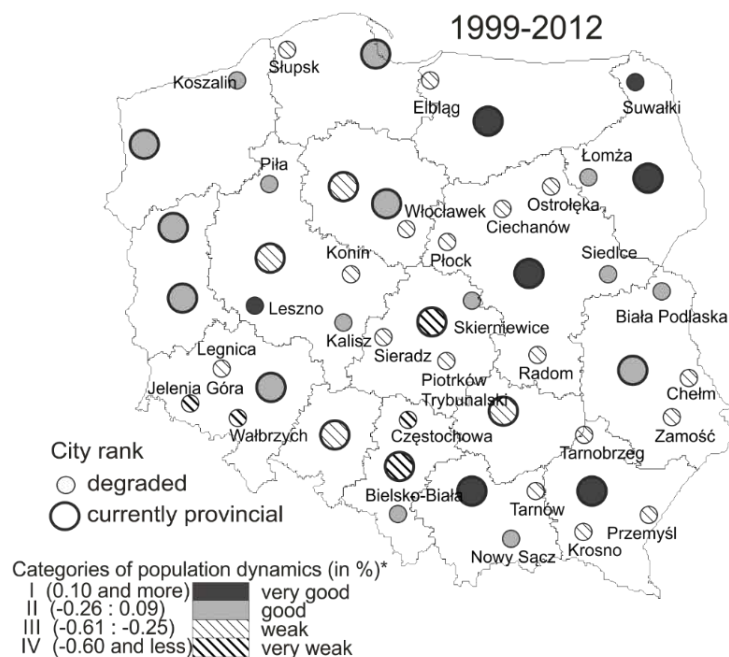 1999-2012
Słupsk
Koszalin
Elbląg
Suwałki
Piła
Łomża
Ostrołęka
Włocławek
Ciechanów
Konin
Płock
Siedlce
Leszno
Biała Podlaska
Kalisz
Skierniewice
Sieradz
Legnica
Piotrków
Trybunalski
Radom
Jelenia Góra
Chełm
Wałbrzych
Częstochowa
Zamość
Tarnobrzeg
Bielsko-Biała
Tarnów
Przemyśl
Krosno
Nowy Sącz
City rank
degraded
currently provincial
Categories of population dynamics (in %)*
I (0.10 and more) very good
II (-0.26 : 0.09) good
III (-0.61 : -0.25) weak
IV (-0.60 and less) very weak